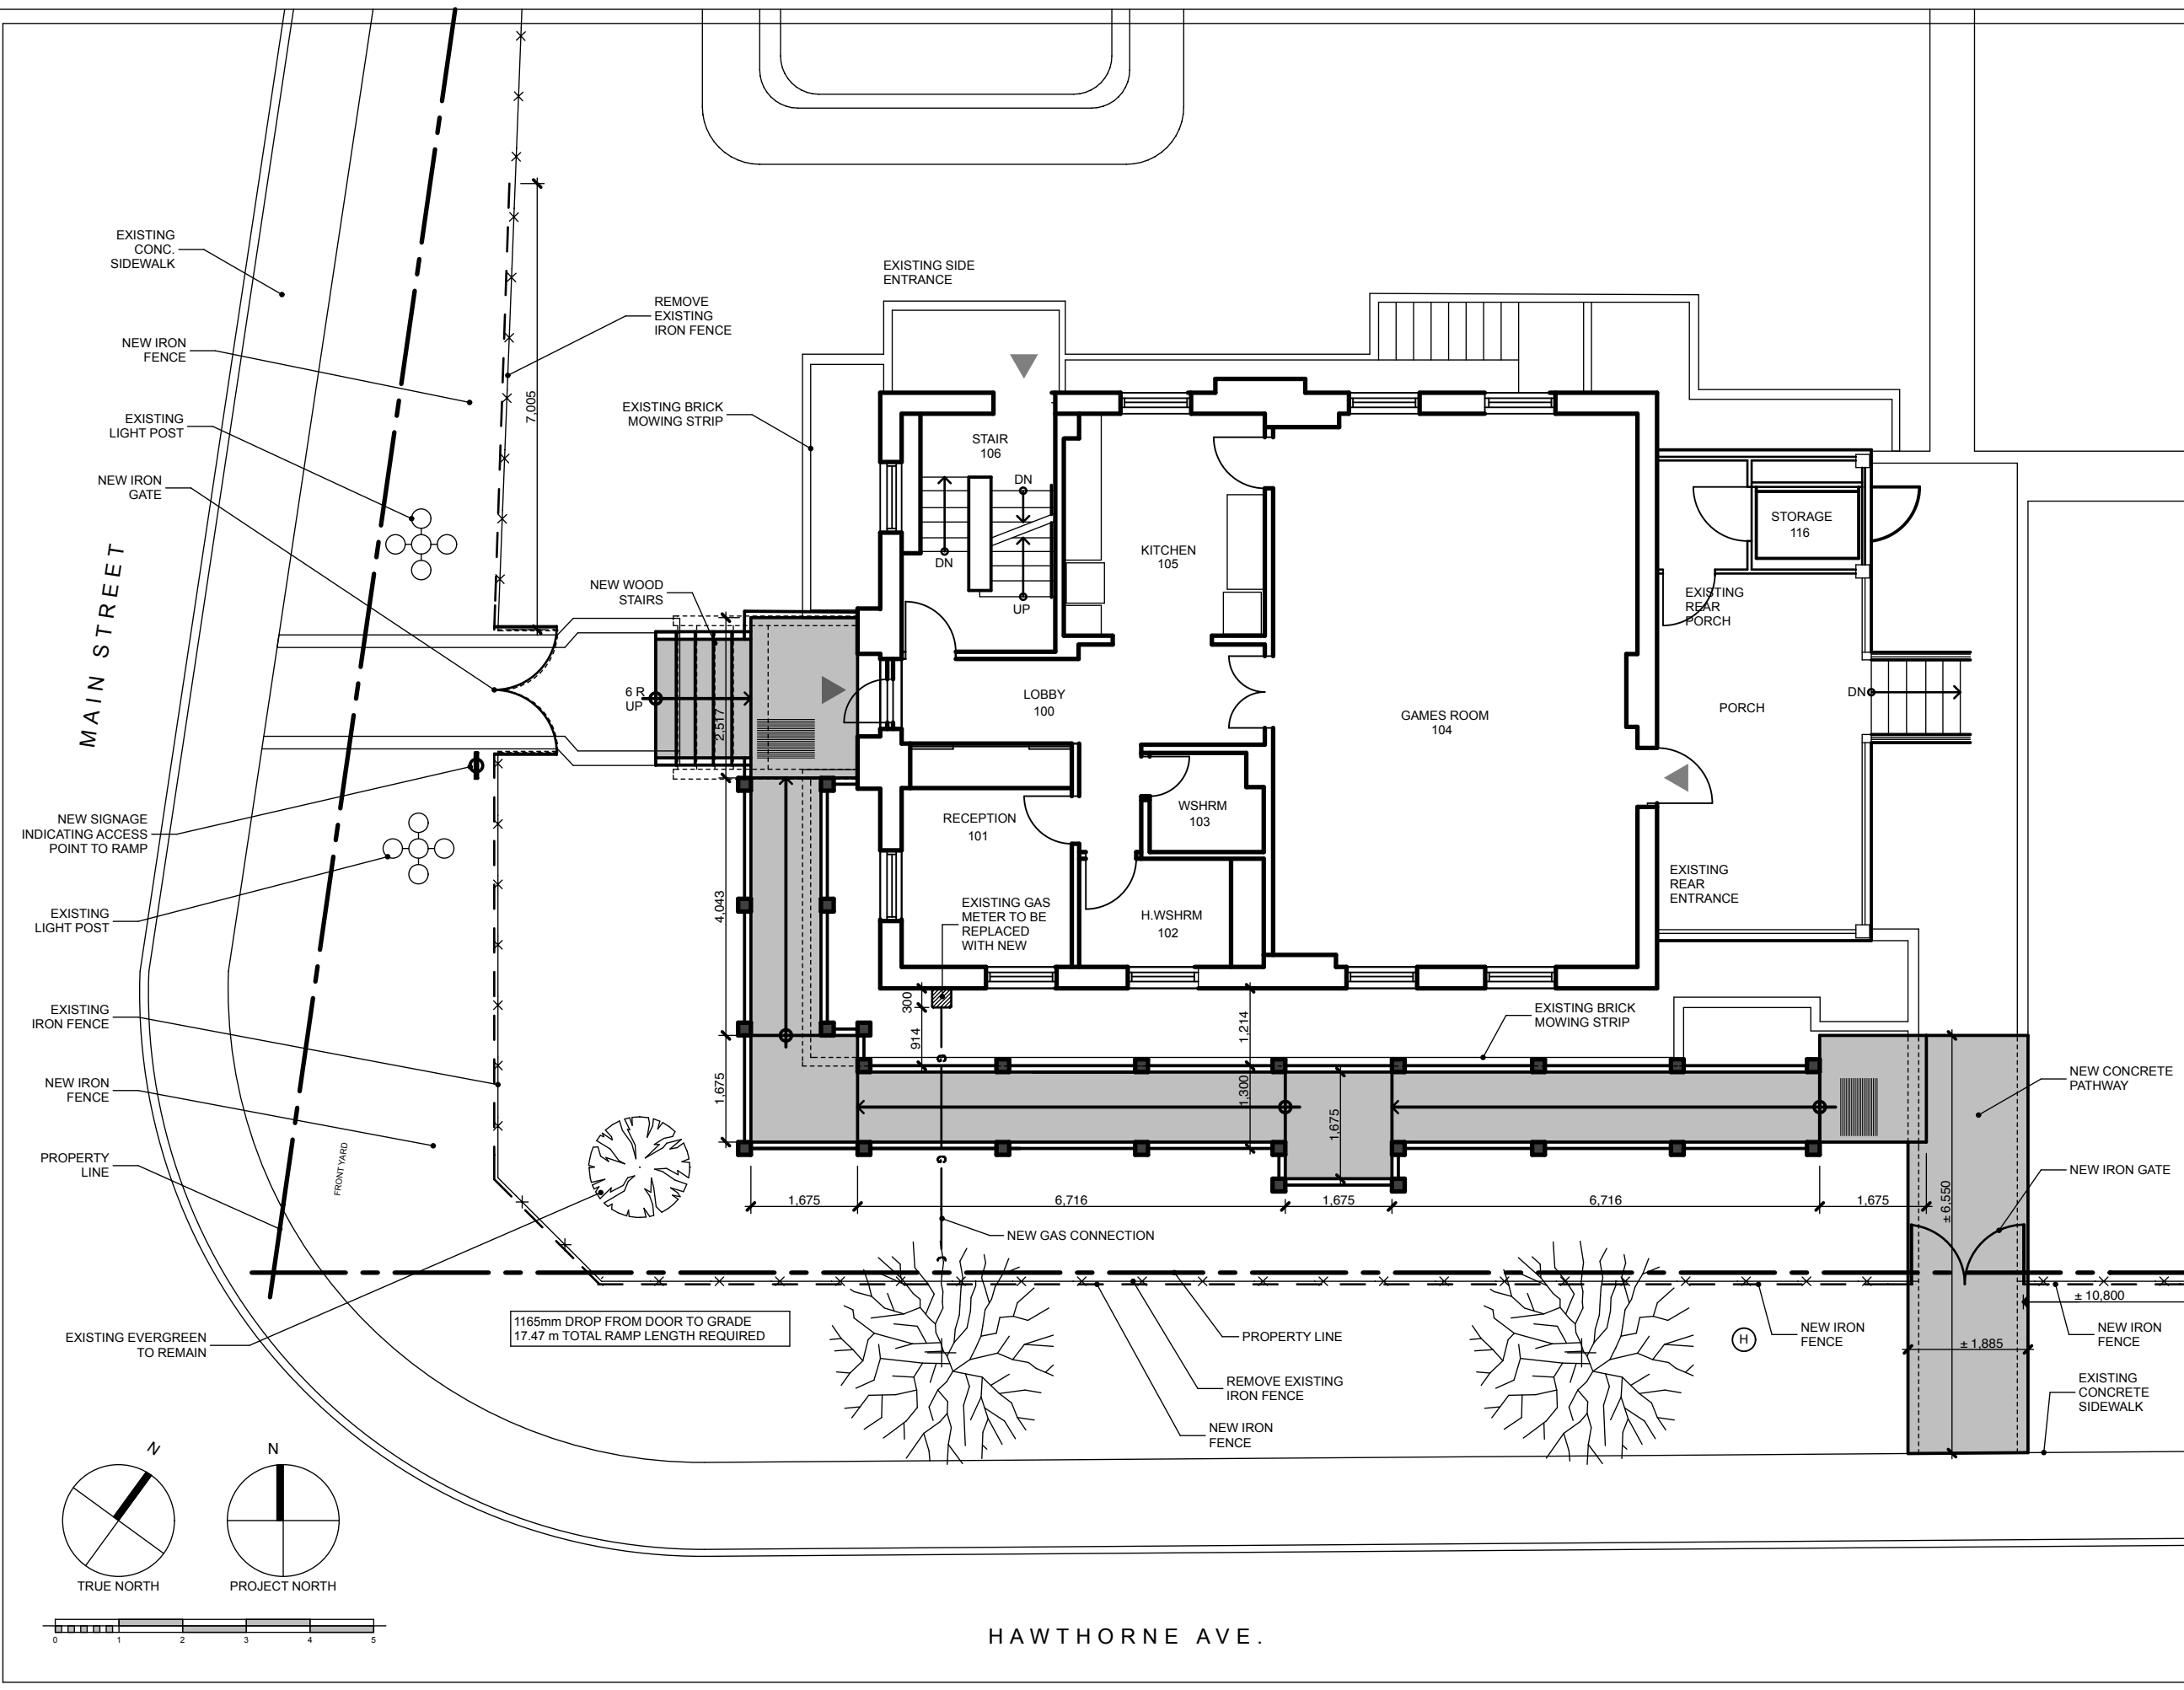 EXISTING
CONC.
SIDEWALK
NEW IRON
FENCE
EXISTING
LIGHT POST
NEW IRON
GATE
MAIN STREET
NEW SIGNAGE
INDICATING ACCESS
POINT TO RAMP
EXISTING
LIGHT POST
EXISTING
IRON FENCE
NEW IRON
FENCE
PROPERTY
LINE
FRONT YARD
EXISTING EVERGREEN
TO REMAIN
REMOVE
EXISTING
IRON FENCE
7,005
EXISTING BRICK
MOWING STRIP
NEW WOOD
STAIRS
6 R
UP
2,517
4,043
1,675
EXISTING SIDE
ENTRANCE
STAIR
106
DN
DN
UP
KITCHEN
105
LOBBY
100
GAMES ROOM
104
RECEPTION
101
WSHRM
103
H.WSHRM
102
EXISTING GAS
METER TO BE
REPLACED
WITH NEW
STORAGE
116
EXISTING
REAR
PORCH
PORCH
DN
EXISTING
REAR
ENTRANCE
300
914
1,214
1,300
1,675
G
G
EXISTING BRICK
MOWING STRIP
NEW CONCRETE
PATHWAY
NEW IRON GATE
1,675
6,716
1,675
6,716
1,675
± 6,550
NEW GAS CONNECTION
1165mm DROP FROM DOOR TO GRADE
17.47 m TOTAL RAMP LENGTH REQUIRED
PROPERTY LINE
REMOVE EXISTING
IRON FENCE
NEW IRON
FENCE
H
NEW IRON
FENCE
± 10,800
NEW IRON
FENCE
± 1,885
EXISTING
CONCRETE
SIDEWALK
N
N
TRUE NORTH
PROJECT NORTH
0 1 2 3 4 5
HAWTHORNE AVE.